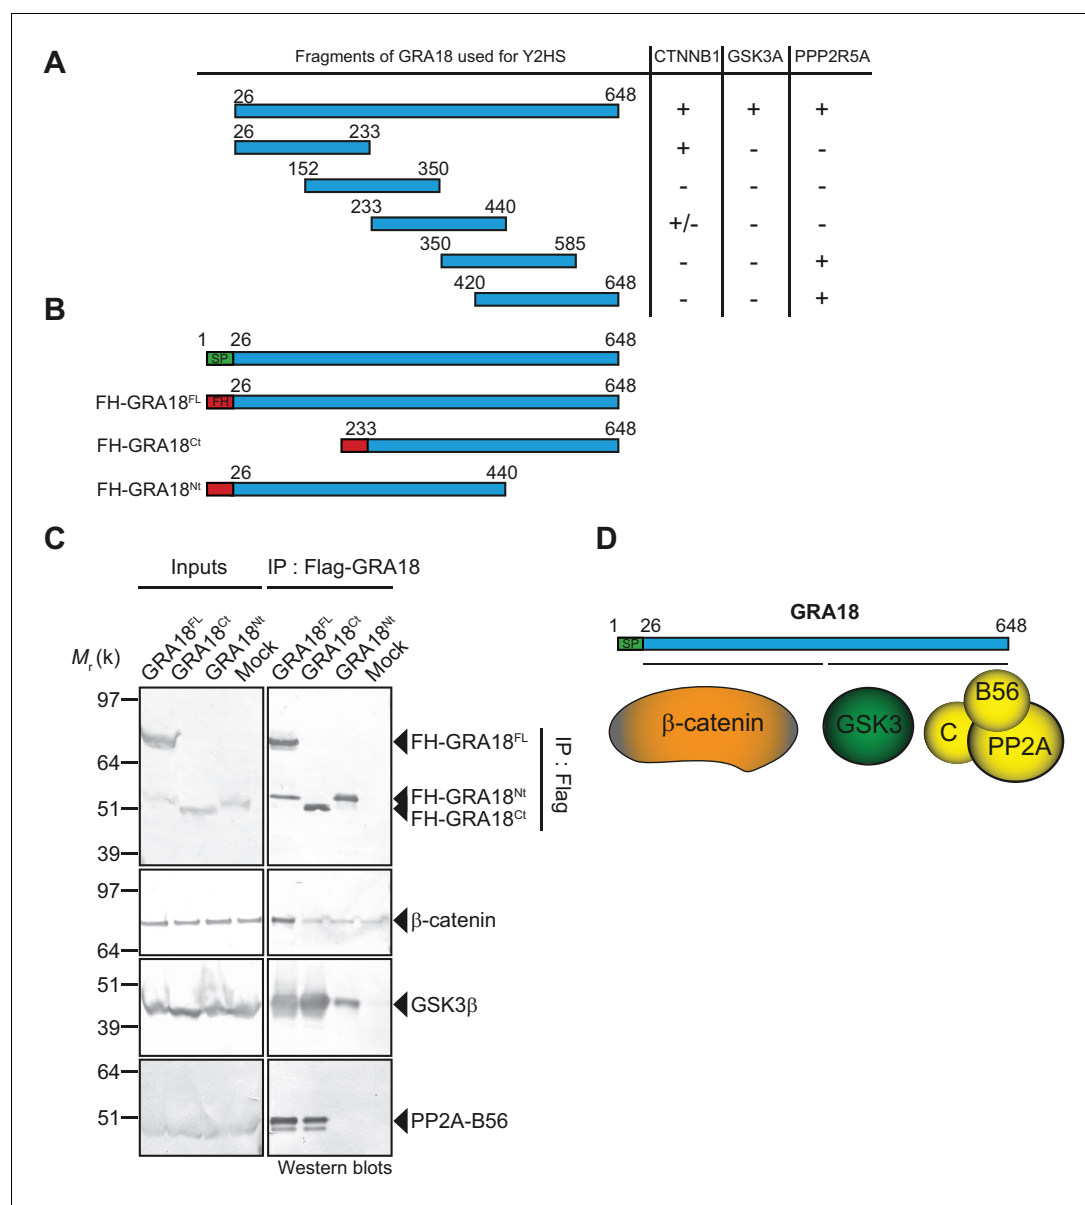 A
Fragments of GRA18 used for Y2HS CTNNB1 GSK3A PPP2R5A
26 648
+ + +
26 233
+ - -
152 350
- - -
233 440
+/- - -
350 585
- - +
420 648
- - +
B
1 26 648
SP
26 648
FH-GRA18FL FH
233 648
FH-GRA18Ct
26 440
FH-GRA18Nt
C
Inputs IP : Flag-GRA18
Mr (k) GRA18FL GRA18Ct GRA18Nt Mock GRA18FL GRA18Ct GRA18Nt Mock
97
FH-GRA18FL
64
FH-GRA18Nt
51
FH-GRA18Ct
39
IP : Flag
97
β-catenin
64
51
GSK3β
39
64
51
PP2A-B56
Western blots
D
GRA18
1 26 648
SP
β-catenin
GSK3
B56
C
PP2A